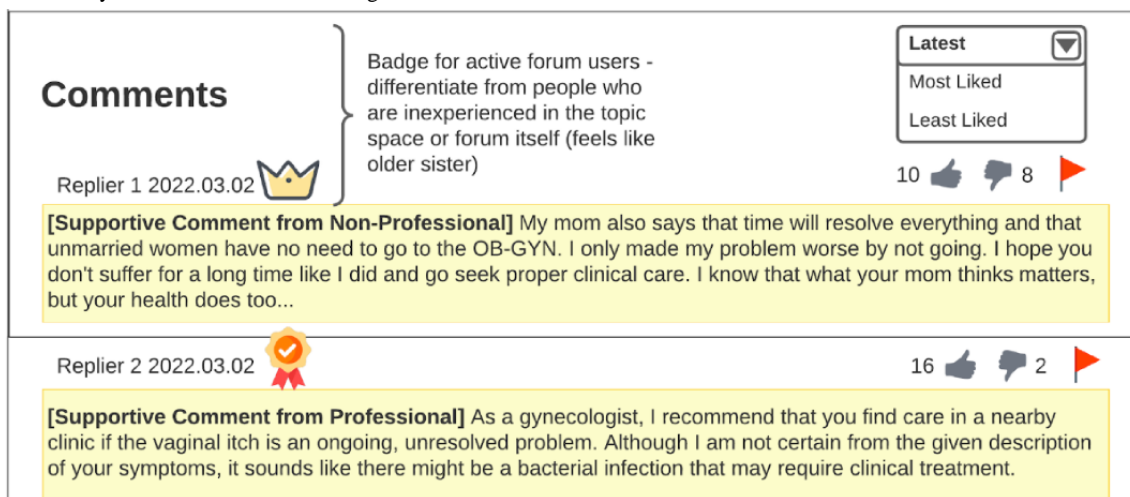 Comments
Badge for active forum users -
differentiate from people who
are inexperienced in the topic
space or forum itself (feels like
older sister)
Latest
Most Liked
Least Liked
Replier 1 2022.03.02
10
8
[Supportive Comment from Non-Professional] My mom also says that time will resolve everything and that
unmarried women have no need to go to the OB-GYN. I only made my problem worse by not going. I hope you
don't suffer for a long time like I did and go seek proper clinical care. I know that what your mom thinks matters,
but your health does too...
Replier 2 2022.03.02
16
2
[Supportive Comment from Professional] As a gynecologist, I recommend that you find care in a nearby
clinic if the vaginal itch is an ongoing, unresolved problem. Although I am not certain from the given description
of your symptoms, it sounds like there might be a bacterial infection that may require clinical treatment.